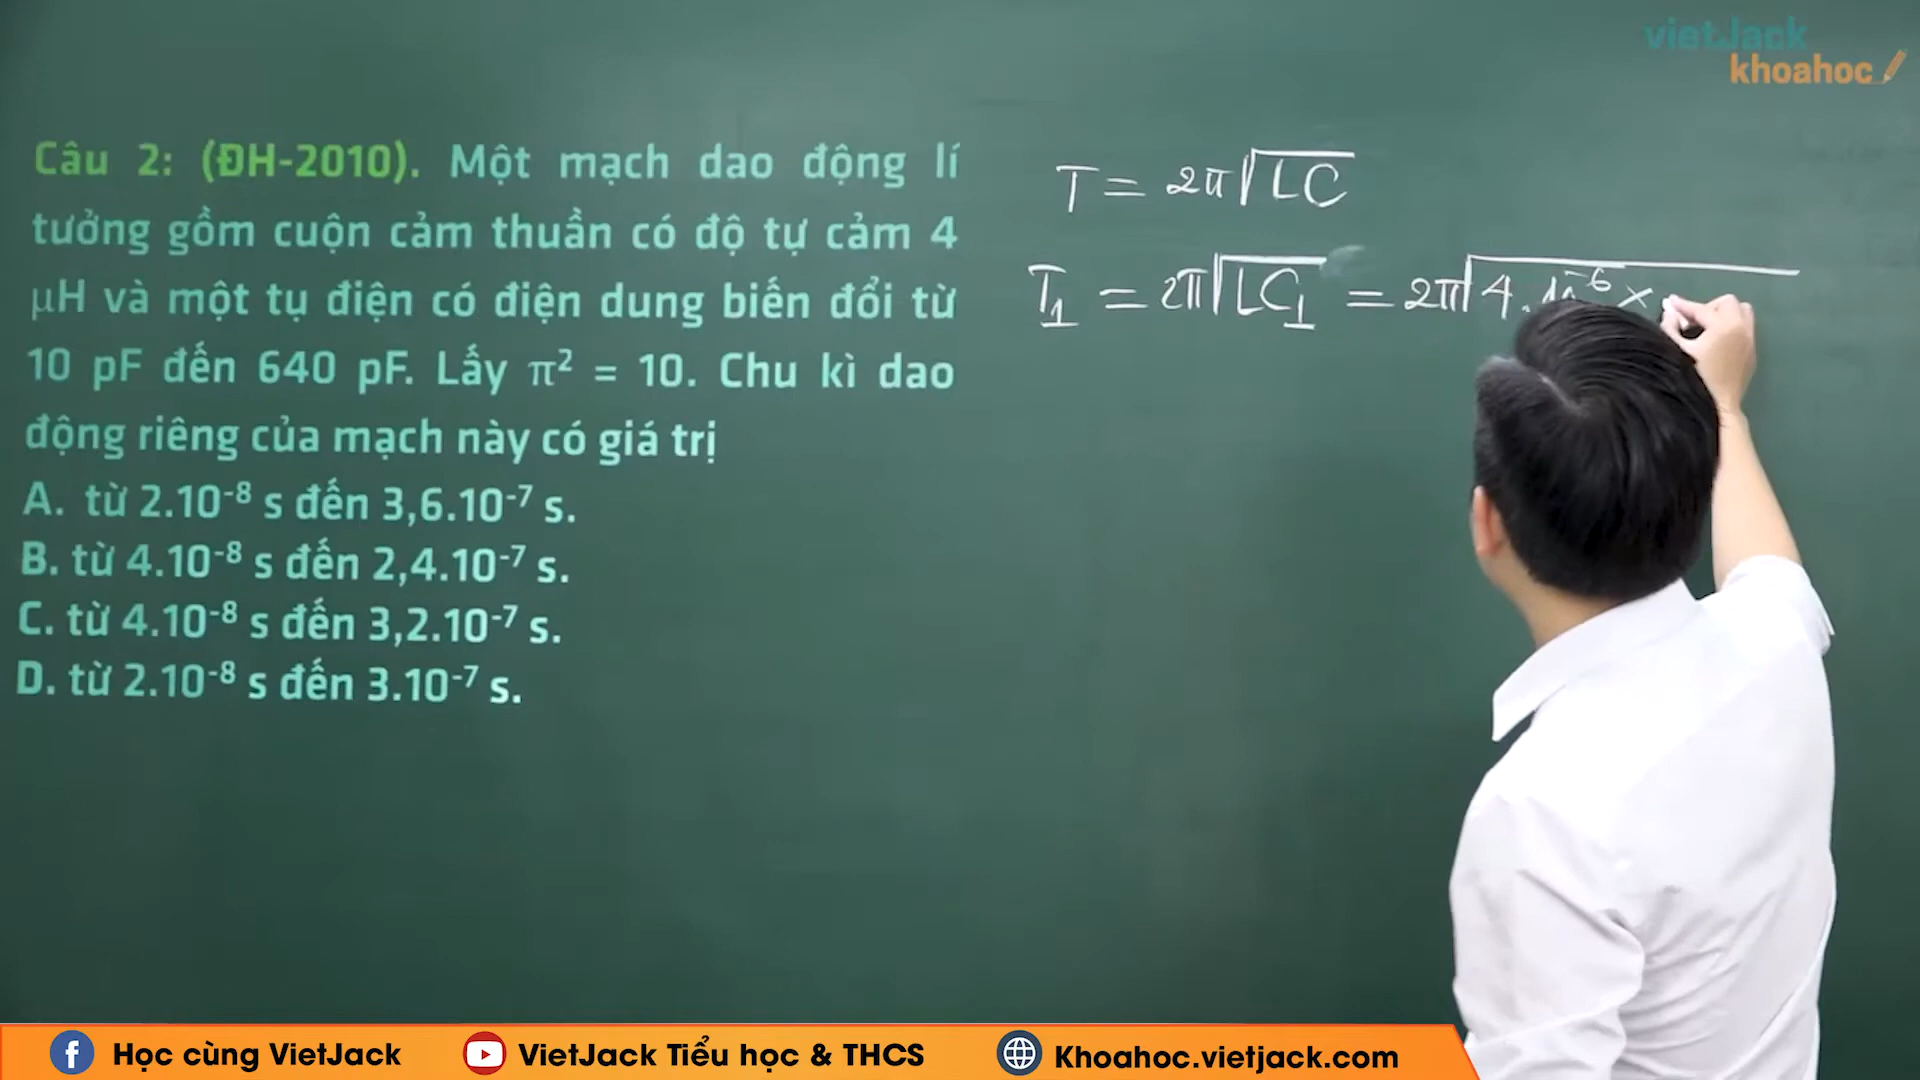 vietJack
khoahoc
Câu 2: (ĐH-2010). Một mạch dao động lí
tưởng gồm cuộn cảm thuần có độ tự cảm 4
μH và một tụ điện có điện dung biến đổi từ
10 pF đến 640 pF. Lấy π² = 10. Chu kì dao
động riêng của mạch này có giá trị
A. từ 2.10⁻⁸ s đến 3,6.10⁻⁷ s.
B. từ 4.10⁻⁸ s đến 2,4.10⁻⁷ s.
C. từ 4.10⁻⁸ s đến 3,2.10⁻⁷ s.
D. từ 2.10⁻⁸ s đến 3.10⁻⁷ s.
T = 2π√LC
T₁ = 2π√LC₁ = 2π√4.10⁻⁶ ×
Học cùng VietJack
VietJack Tiểu học & THCS
Khoahoc.vietjack.com